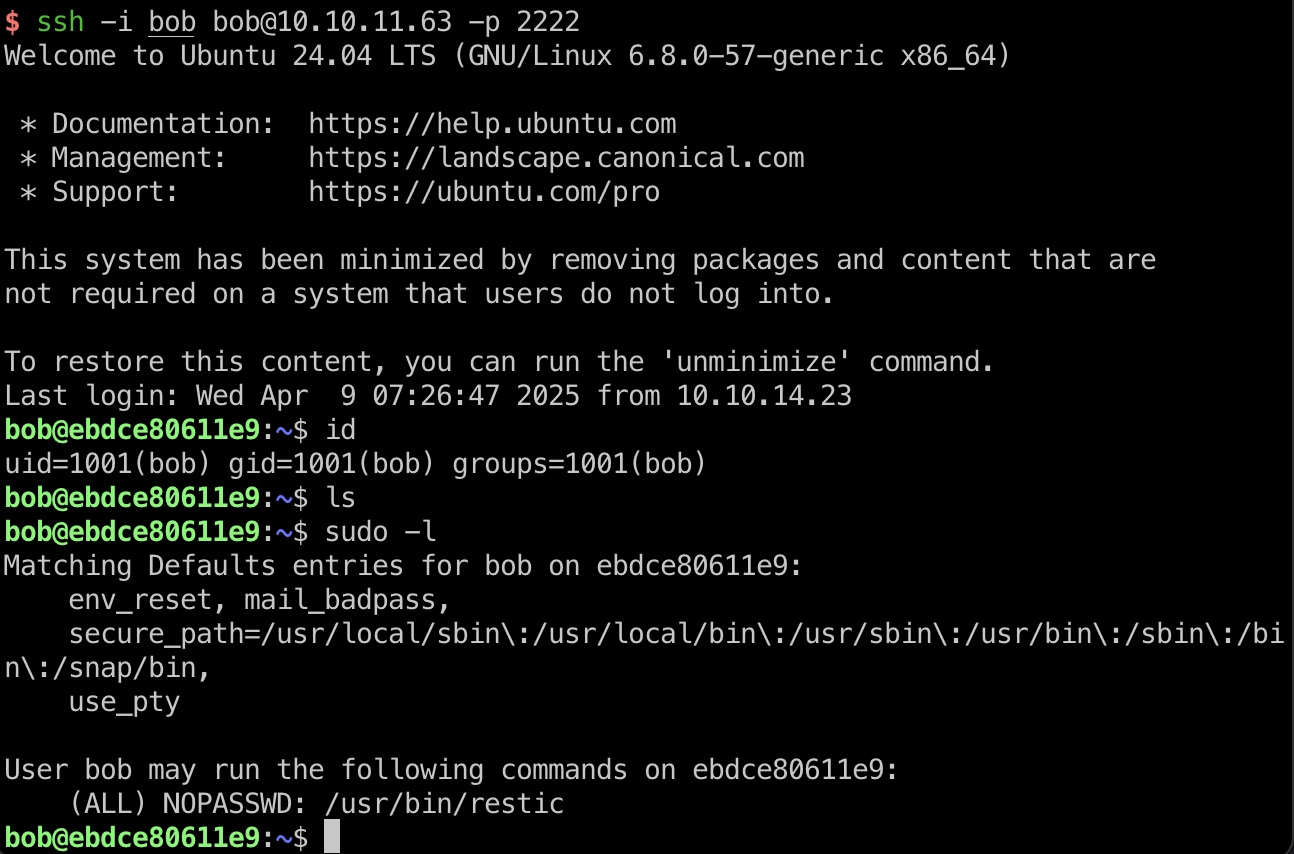 $ ssh -i bob bob@10.10.11.63 -p 2222
Welcome to Ubuntu 24.04 LTS (GNU/Linux 6.8.0-57-generic x86_64)
 * Documentation:  https://help.ubuntu.com
 * Management:     https://landscape.canonical.com
 * Support:        https://ubuntu.com/pro
This system has been minimized by removing packages and content that are
not required on a system that users do not log into.
To restore this content, you can run the 'unminimize' command.
Last login: Wed Apr  9 07:26:47 2025 from 10.10.14.23
bob@ebdce80611e9:~$ id
uid=1001(bob) gid=1001(bob) groups=1001(bob)
bob@ebdce80611e9:~$ ls
bob@ebdce80611e9:~$ sudo -l
Matching Defaults entries for bob on ebdce80611e9:
    env_reset, mail_badpass,
    secure_path=/usr/local/sbin\:/usr/local/bin\:/usr/sbin\:/usr/bin\:/sbin\:/bi
n\:/snap/bin,
    use_pty
User bob may run the following commands on ebdce80611e9:
    (ALL) NOPASSWD: /usr/bin/restic
bob@ebdce80611e9:~$